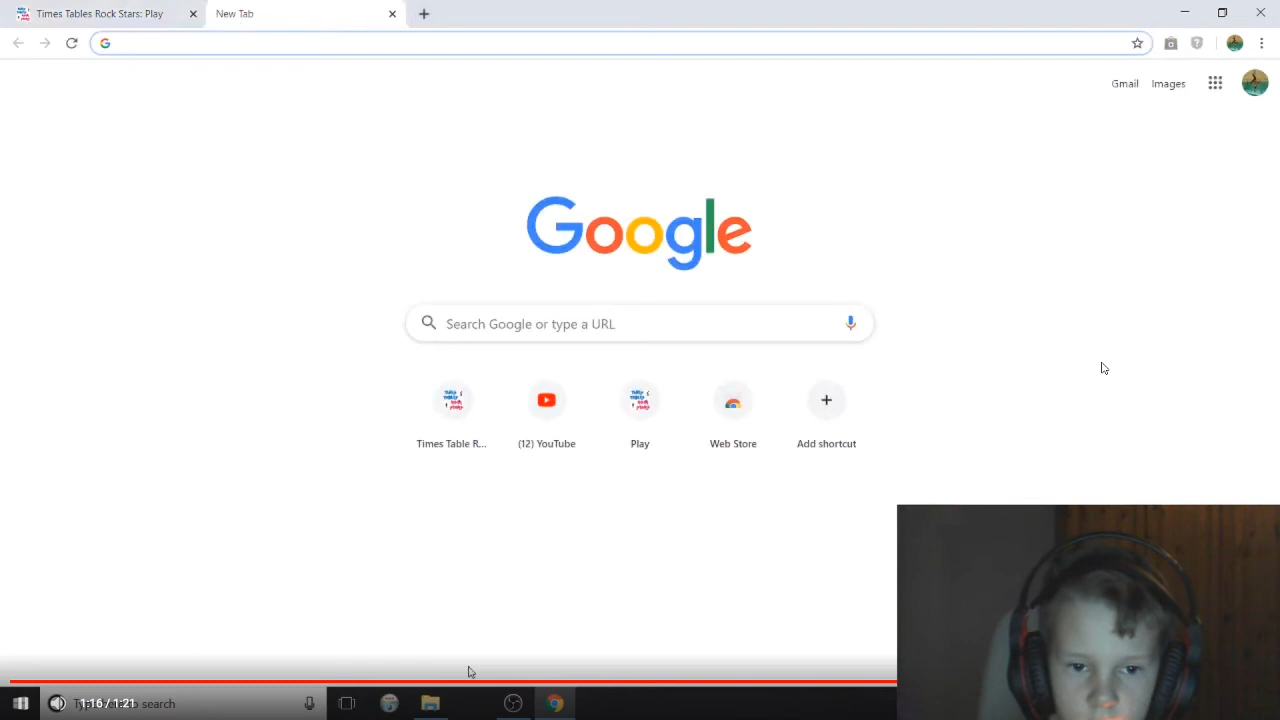 Times Tables Rock Stars: Play
New Tab
Gmail Images
Google
Search Google or type a URL
Times Table R... (12) YouTube Play Web Store Add shortcut
1:16 / 1:21 search